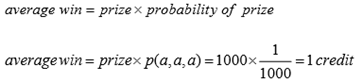 average win = prize × probability of prize
average win = prize × p(a,a,a) = 1000 × 1/1000 = 1 credit